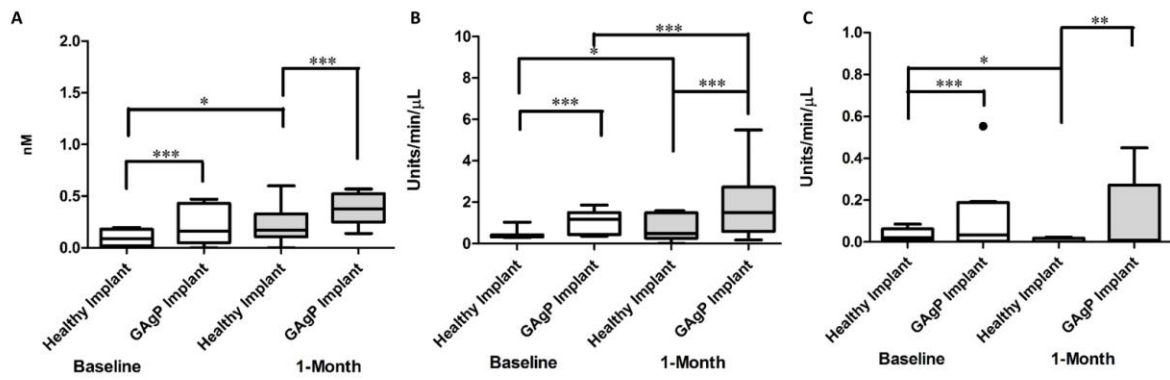 A
nM
2.0
1.5
1.0
0.5
0.0
***
*
***
Healthy Implant
GAgP Implant
Healthy Implant
GAgP Implant
Baseline
1-Month
B
Units/min/μL
10
8
6
4
2
0
***
*
***
***
Healthy Implant
GAgP Implant
Healthy Implant
GAgP Implant
Baseline
1-Month
C
Units/min/μL
1.0
0.8
0.6
0.4
0.2
0.0
**
*
***
Healthy Implant
GAgP Implant
Healthy Implant
GAgP Implant
Baseline
1-Month